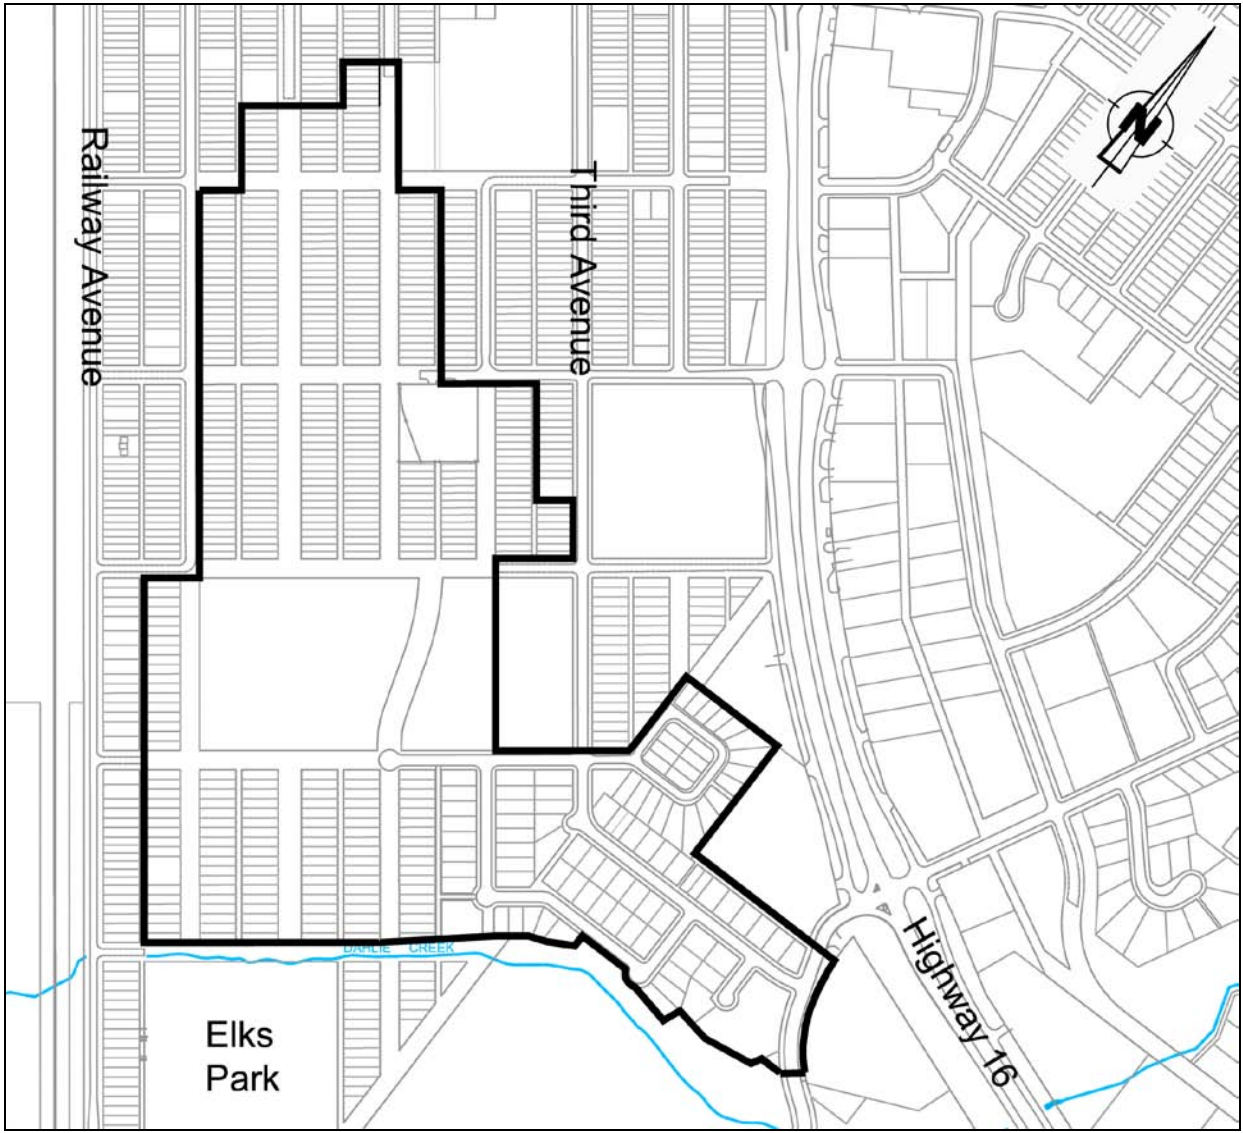 N
Railway Avenue
Third Avenue
DAHLIE CREEK
Highway 16
Elks
Park